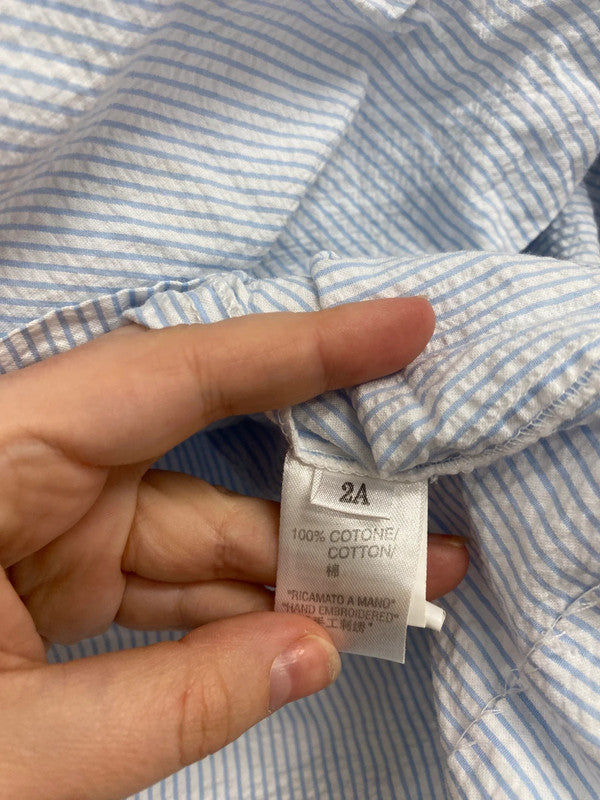 2A
100% COTONE/
COTTON/
棉
"RICAMATO A MANO"
"HAND EMBROIDERED"